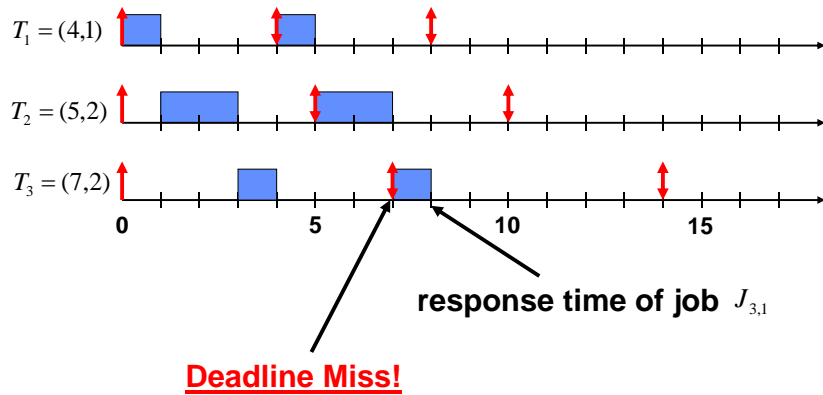 T₁ = (4,1)
T₂ = (5,2)
T₃ = (7,2)
0 5 10 15
response time of job J₃,₁
Deadline Miss!